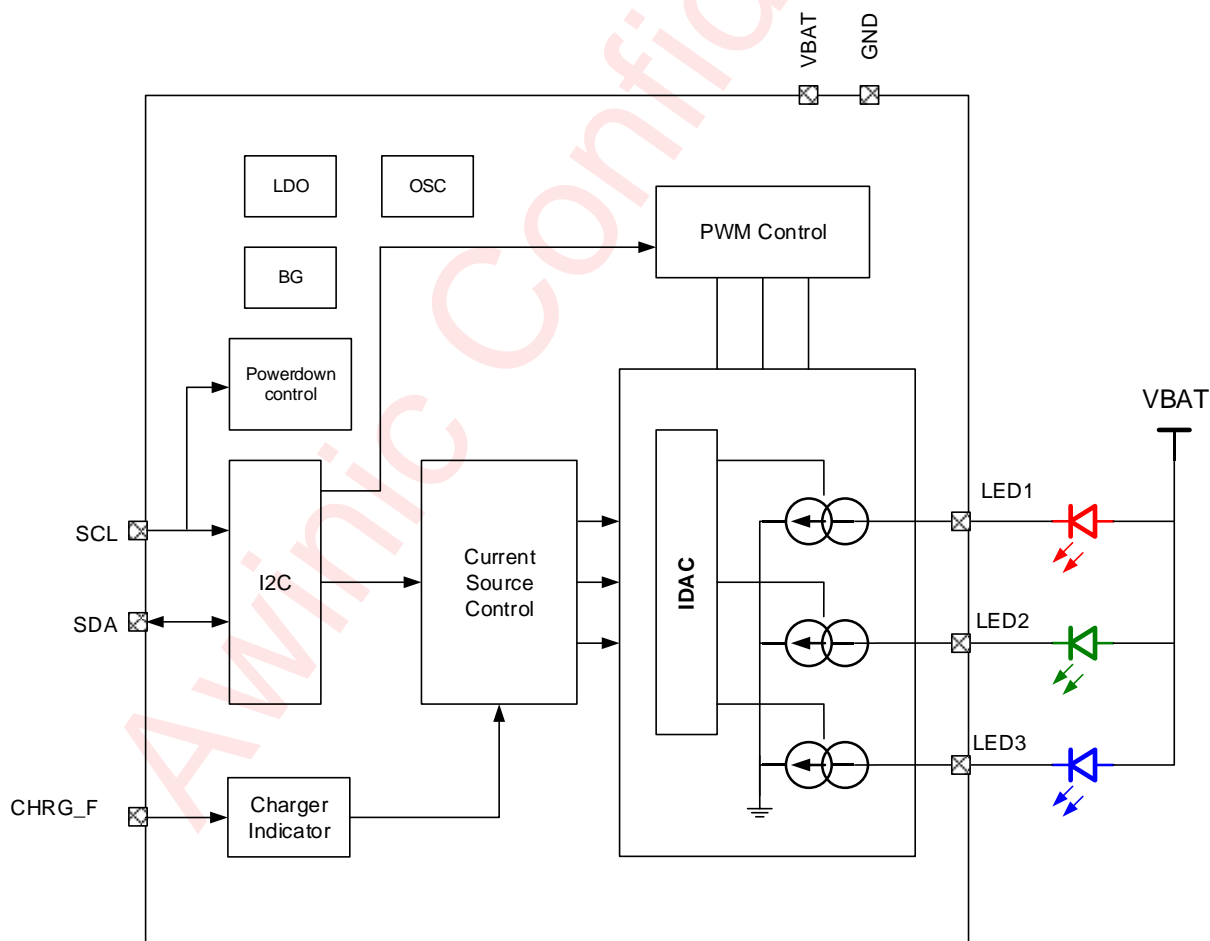 VBAT
GND
LDO
OSC
PWM Control
BG
Powerdown
control
VBAT
SCL
I2C
Current
Source
Control
IDAC
LED1
SDA
LED2
LED3
CHRG_F
Charger
Indicator
Awinic Confid